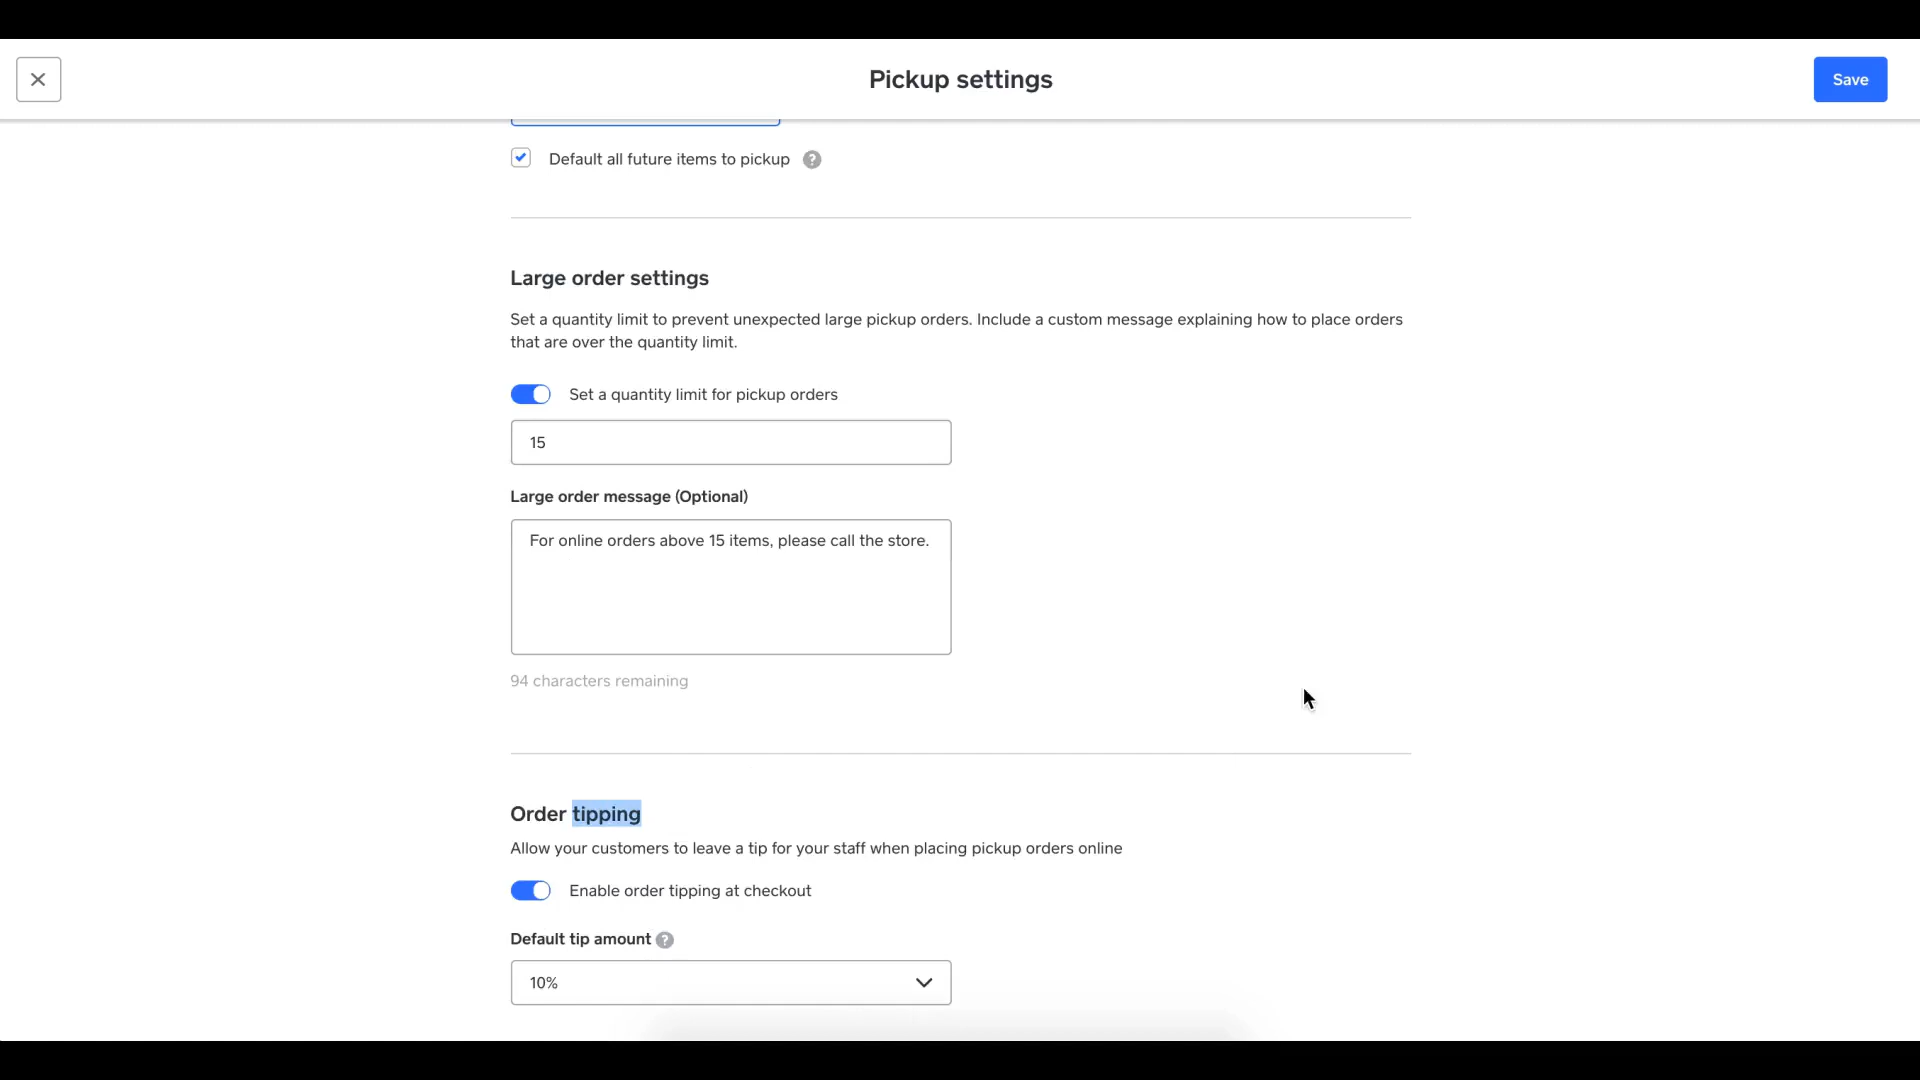 Pickup settings
Save
Default all future items to pickup
Large order settings
Set a quantity limit to prevent unexpected large pickup orders. Include a custom message explaining how to place orders
that are over the quantity limit.
Set a quantity limit for pickup orders
15
Large order message (Optional)
For online orders above 15 items, please call the store.
94 characters remaining
Order tipping
Allow your customers to leave a tip for your staff when placing pickup orders online
Enable order tipping at checkout
Default tip amount
10%